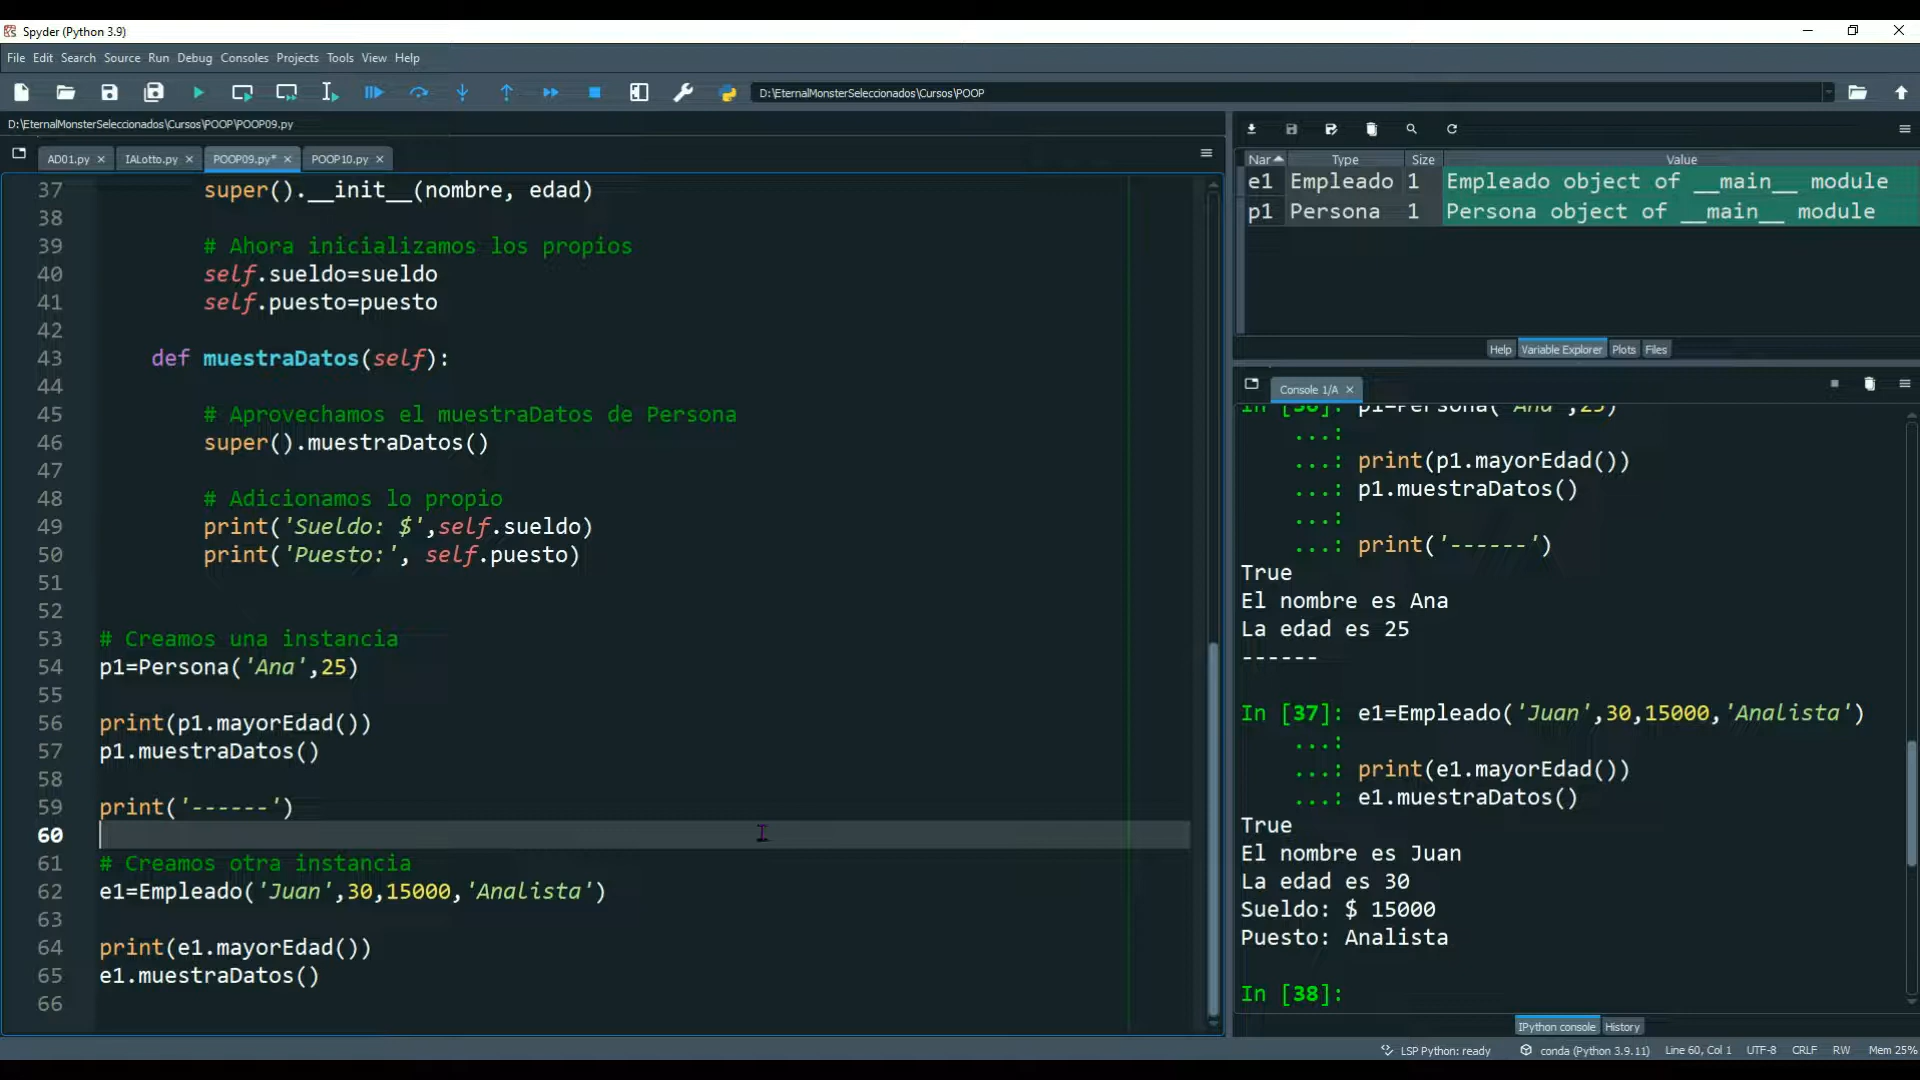 Spyder (Python 3.9)
File Edit Search Source Run Debug Consoles Projects Tools View Help
D:\EternalMonsterSeleccionados\Cursos\POOP
D:\EternalMonsterSeleccionados\Cursos\POOP\POOP09.py
AD01.py IALotto.py POOP09.py* POOP10.py
37 super().__init__(nombre, edad)
38
39 # Ahora inicializamos los propios
40 self.sueldo=sueldo
41 self.puesto=puesto
42
43 def muestraDatos(self):
44
45 # Aprovechamos el muestraDatos de Persona
46 super().muestraDatos()
47
48 # Adicionamos lo propio
49 print('Sueldo: $',self.sueldo)
50 print('Puesto:', self.puesto)
51
52
53 # Creamos una instancia
54 p1=Persona('Ana',25)
55
56 print(p1.mayorEdad())
57 p1.muestraDatos()
58
59 print('------')
60
61 # Creamos otra instancia
62 e1=Empleado('Juan',30,15000,'Analista')
63
64 print(e1.mayorEdad())
65 e1.muestraDatos()
66
Nar Type Size Value
e1 Empleado 1 Empleado object of __main__ module
p1 Persona 1 Persona object of __main__ module
Help Variable Explorer Plots Files
Console 1/A
In [36]: p1=Persona('Ana',25)
...:
...: print(p1.mayorEdad())
...: p1.muestraDatos()
...:
...: print('------')
True
El nombre es Ana
La edad es 25
------
In [37]: e1=Empleado('Juan',30,15000,'Analista')
...:
...: print(e1.mayorEdad())
...: e1.muestraDatos()
True
El nombre es Juan
La edad es 30
Sueldo: $ 15000
Puesto: Analista
In [38]:
IPython console History
LSP Python: ready conda (Python 3.9.11) Line 60, Col 1 UTF-8 CRLF RW Mem 25%